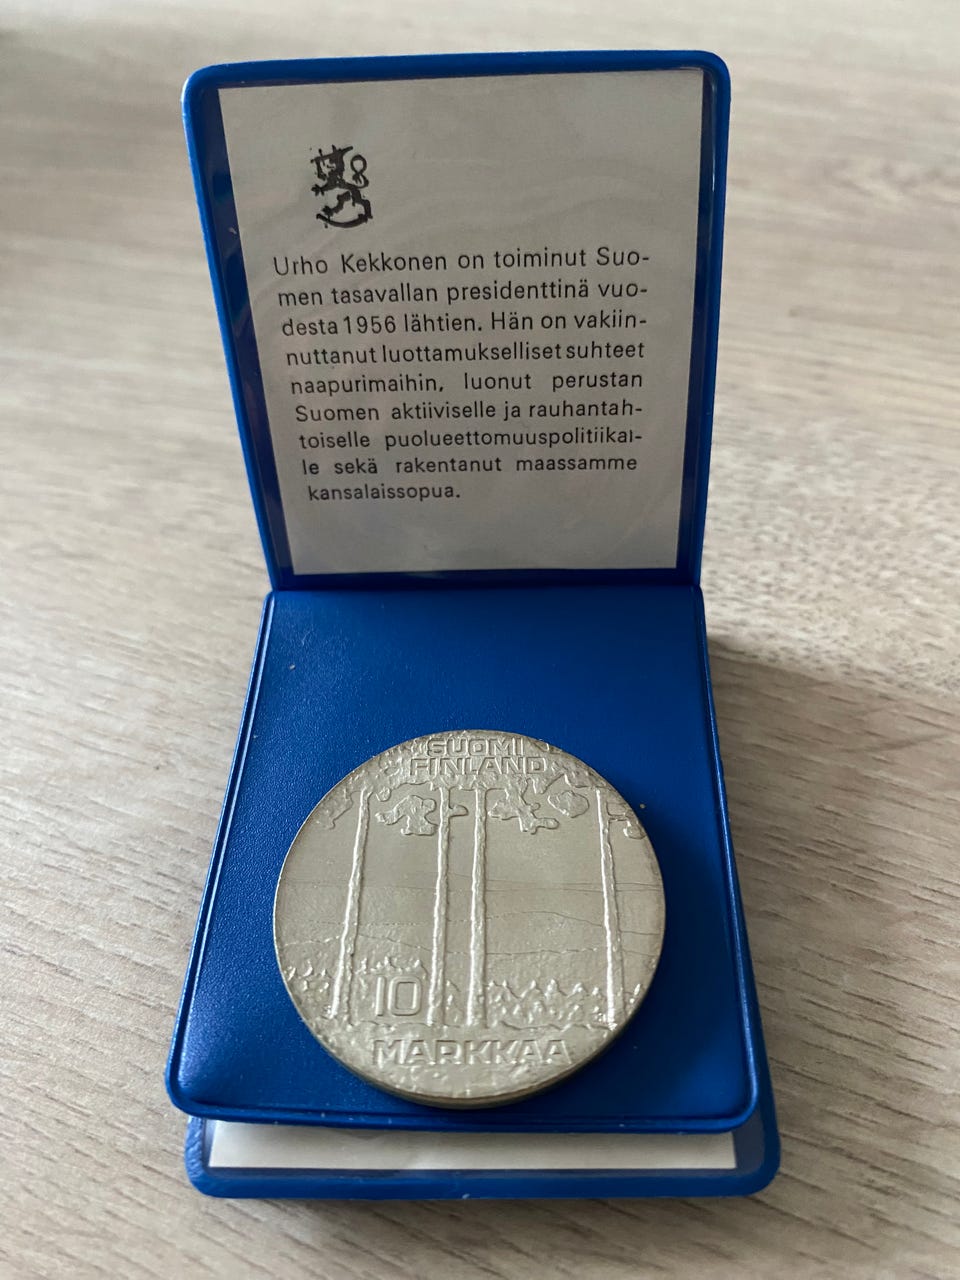 Urho Kekkonen on toiminut Suo-
men tasavallan presidenttinä vuo-
desta 1956 lähtien. Hän on vakiin-
nuttanut luottamukselliset suhteet
naapurimaihin, luonut perustan
Suomen aktiiviselle ja rauhantah-
toiselle puolueettomuuspolitiikal-
le sekä rakentanut maassamme
kansalaissopua.
SUOMI
FINLAND
10
MARKKAA